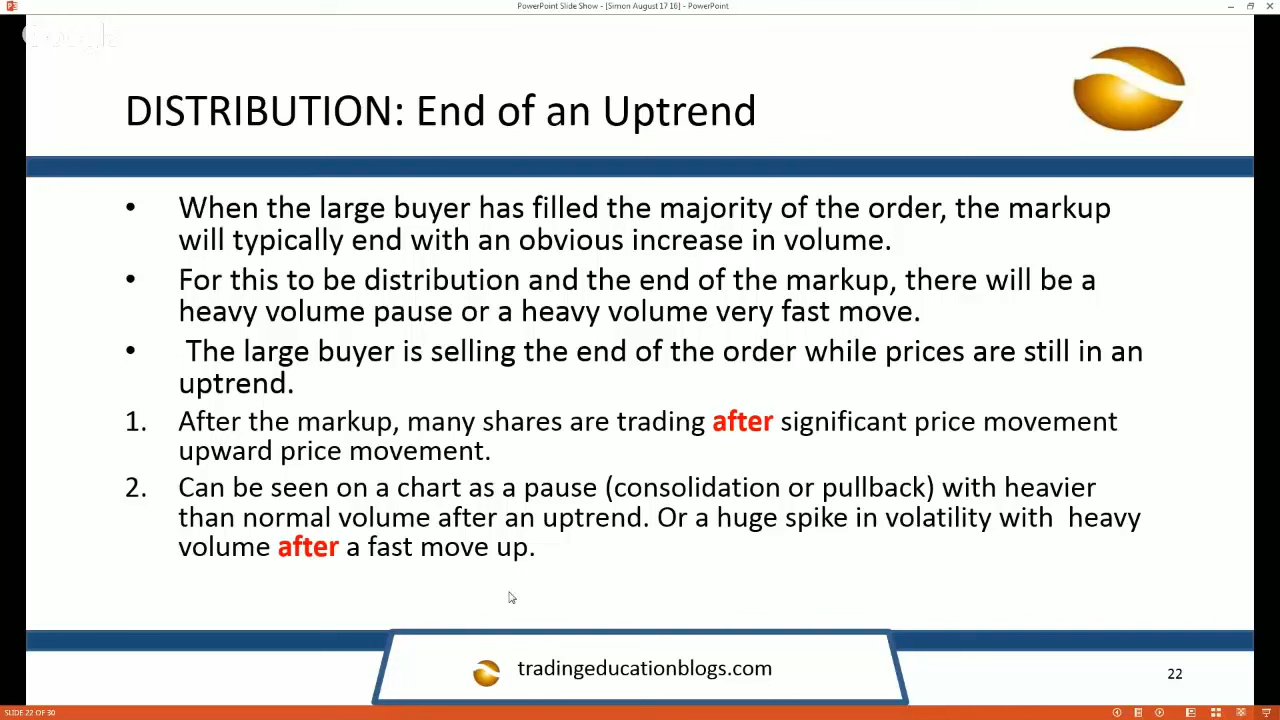 PowerPoint Slide Show - [Simon August 17 16] - PowerPoint
Google
DISTRIBUTION: End of an Uptrend
• When the large buyer has filled the majority of the order, the markup
will typically end with an obvious increase in volume.
• For this to be distribution and the end of the markup, there will be a
heavy volume pause or a heavy volume very fast move.
• The large buyer is selling the end of the order while prices are still in an
uptrend.
1. After the markup, many shares are trading after significant price movement
upward price movement.
2. Can be seen on a chart as a pause (consolidation or pullback) with heavier
than normal volume after an uptrend. Or a huge spike in volatility with heavy
volume after a fast move up.
tradingeducationblogs.com
22
SLIDE 22 OF 30